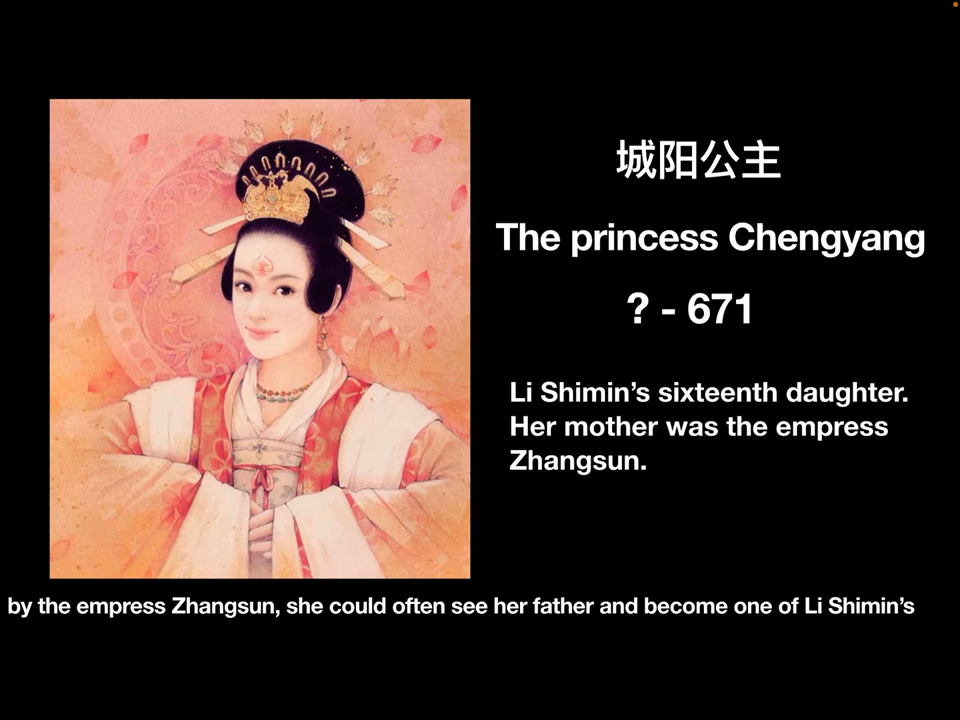 城阳公主
The princess Chengyang
? - 671
Li Shimin’s sixteenth daughter.
Her mother was the empress
Zhangsun.
by the empress Zhangsun, she could often see her father and become one of Li Shimin’s